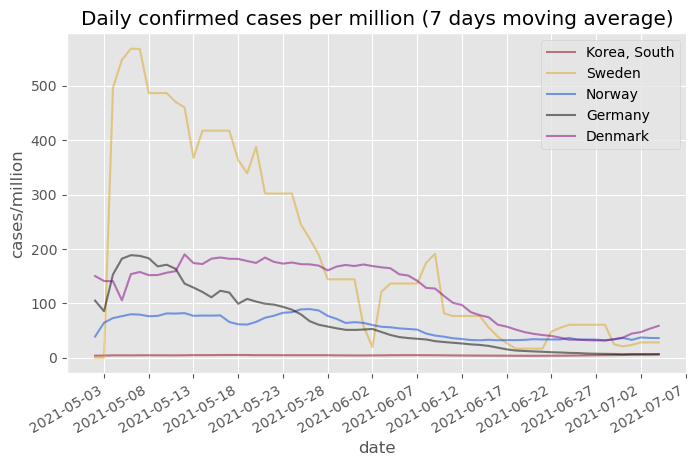 Daily confirmed cases per million (7 days moving average)
Korea, South
Sweden
Norway
Germany
Denmark
cases/million
500
400
300
200
100
0
2021-05-03
2021-05-08
2021-05-13
2021-05-18
2021-05-23
2021-05-28
2021-06-02
2021-06-07
2021-06-12
2021-06-17
2021-06-22
2021-06-27
2021-07-02
2021-07-07
date